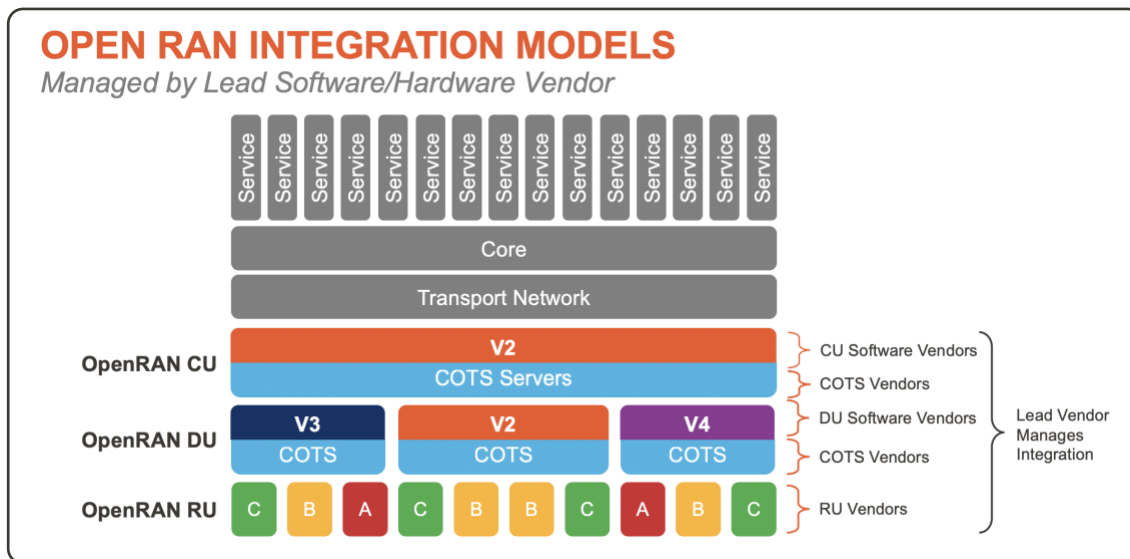 OPEN RAN INTEGRATION MODELS
Managed by Lead Software/Hardware Vendor
Service Service Service Service Service Service Service Service Service Service Service Service Service Service Service
Core
Transport Network
OpenRAN CU
V2
COTS Servers
CU Software Vendors
COTS Vendors
OpenRAN DU
V3 V2 V4
COTS COTS COTS
DU Software Vendors
COTS Vendors
Lead Vendor
Manages
Integration
OpenRAN RU
C B A C B B C A B C
RU Vendors